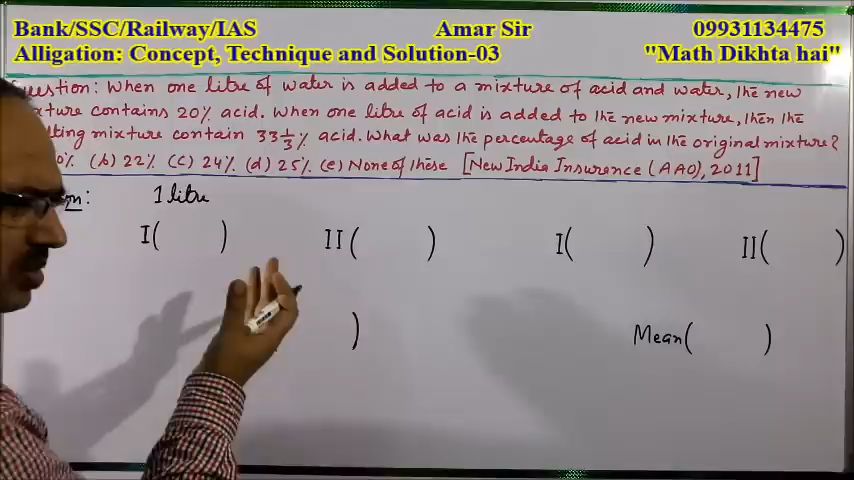 Bank/SSC/Railway/IAS Amar Sir 09931134475
Alligation: Concept, Technique and Solution-03 "Math Dikhta hai"
Question: When one litre of water is added to a mixture of acid and water, the new
xture contains 20% acid. When one litre of acid is added to the new mixture, then the
lting mixture contain 33 1/3 % acid. What was the percentage of acid in the original mixture?
0% (b) 22% (c) 24% (d) 25% (e) None of these [New India Insurence (AAO), 2011]
on: 1 litre
I( ) II( ) I( ) II( )
) Mean( )